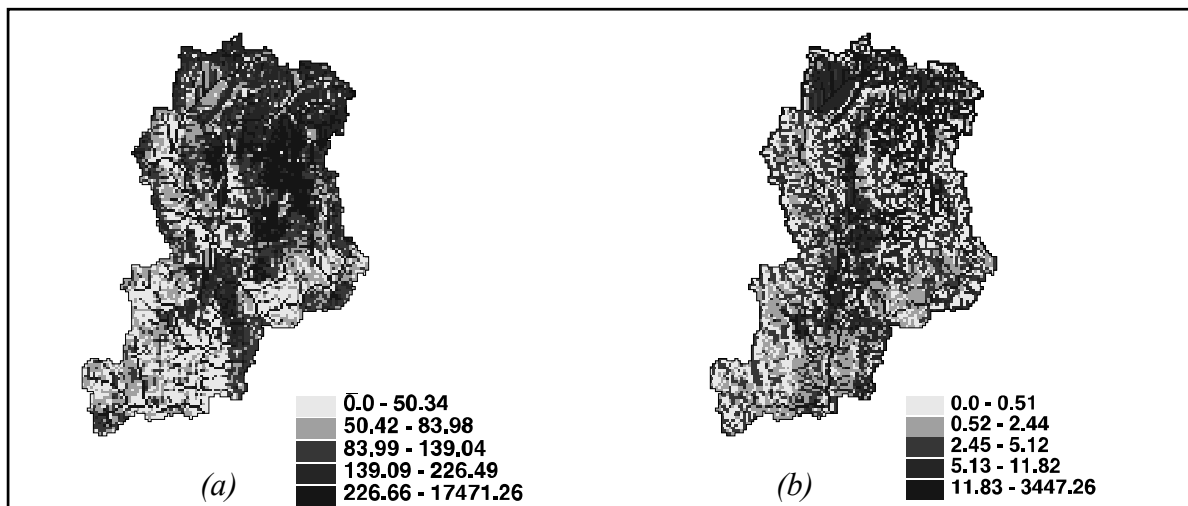 0.0 - 50.34
50.42 - 83.98
83.99 - 139.04
139.09 - 226.49
226.66 - 17471.26
(a)
0.0 - 0.51
0.52 - 2.44
2.45 - 5.12
5.13 - 11.82
11.83 - 3447.26
(b)